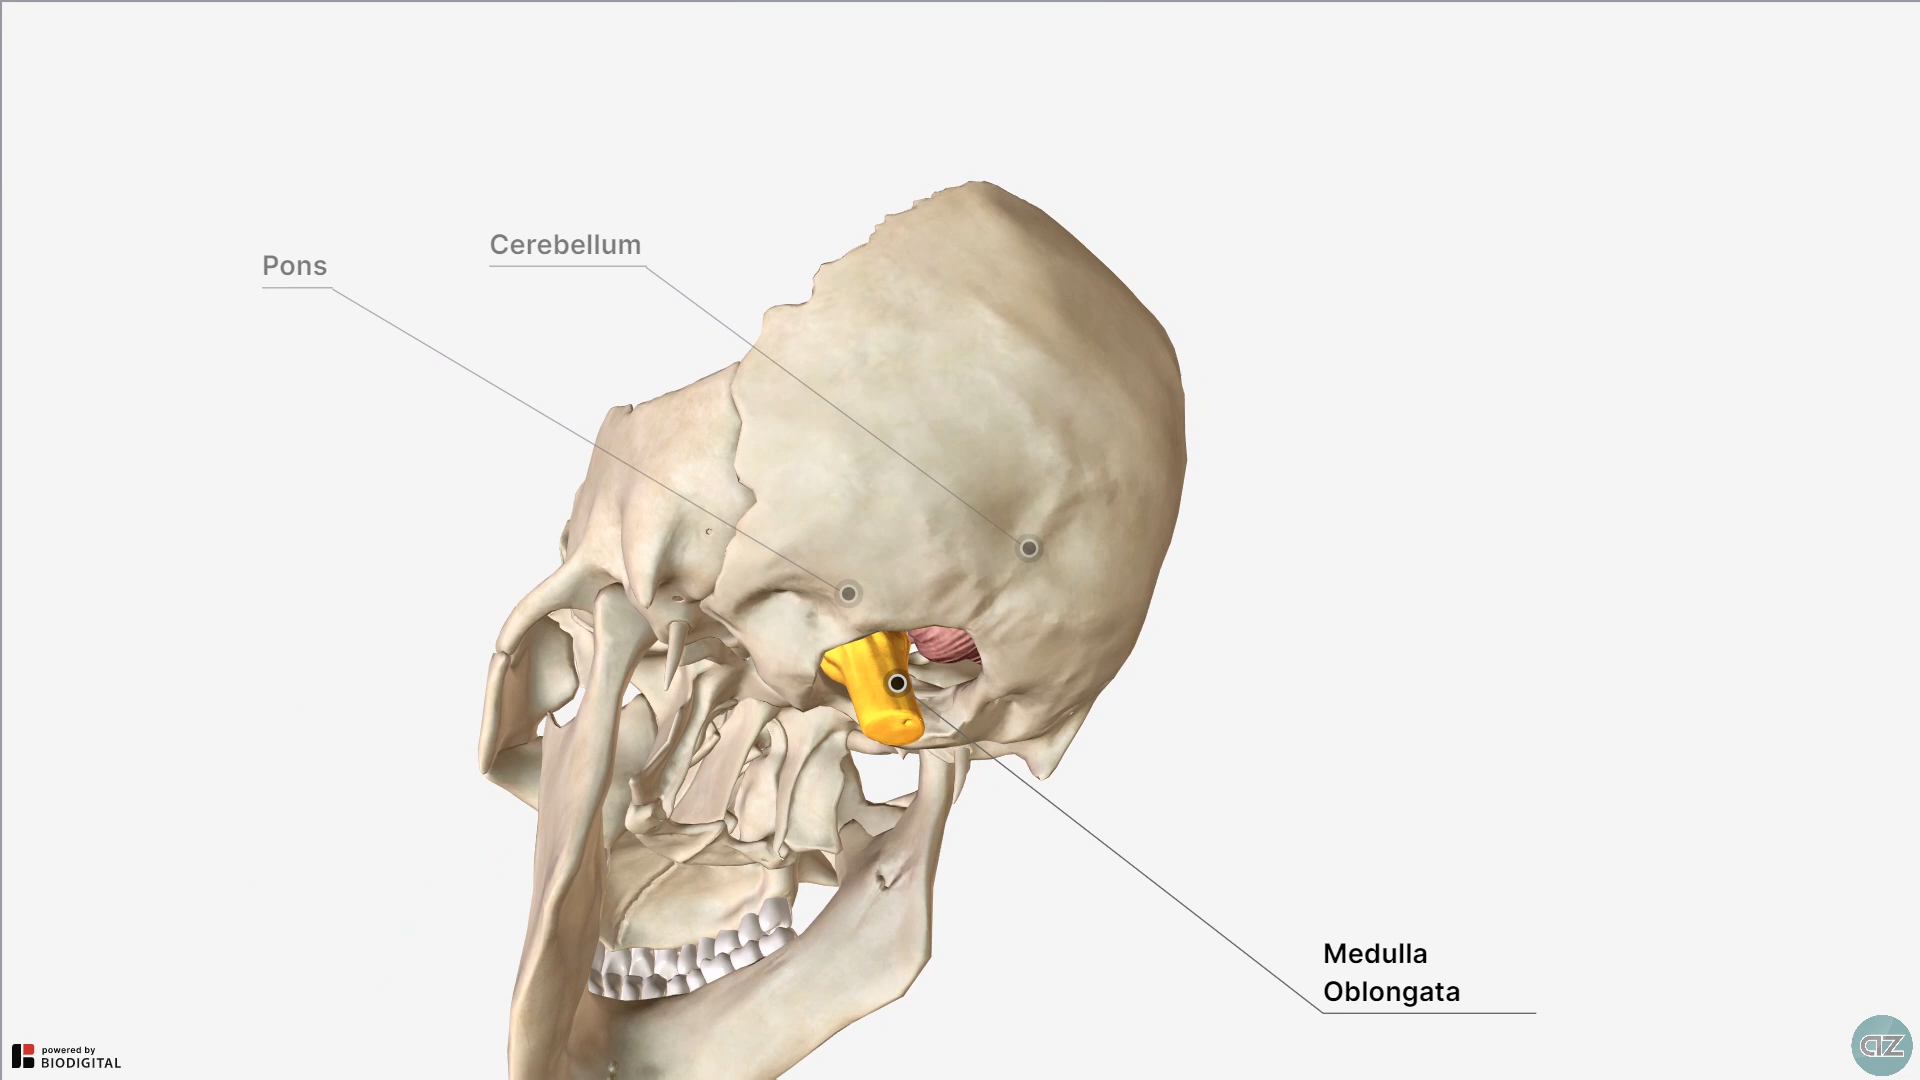 Cerebellum
Pons
Medulla
Oblongata
powered by
BIODIGITAL
az